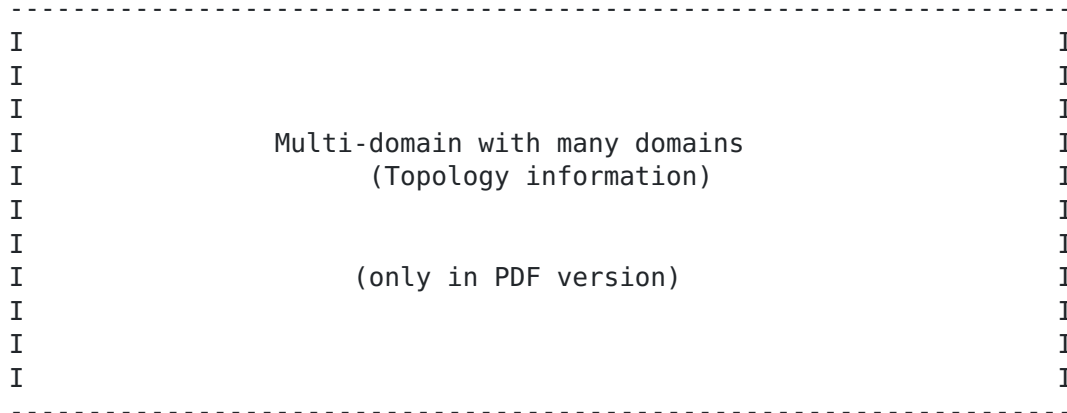 --------------------------------------------------------------------
I                                                                  I
I                                                                  I
I                                                                  I
I                Multi-domain with many domains                    I
I                      (Topology information)                      I
I                                                                  I
I                                                                  I
I                     (only in PDF version)                        I
I                                                                  I
I                                                                  I
I                                                                  I
--------------------------------------------------------------------